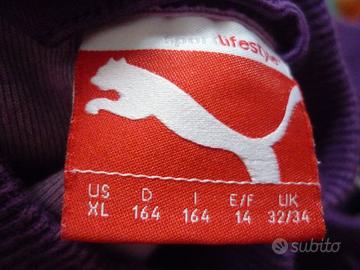 lifestyle
US D I E/F UK
XL 164 164 14 32/34
subito